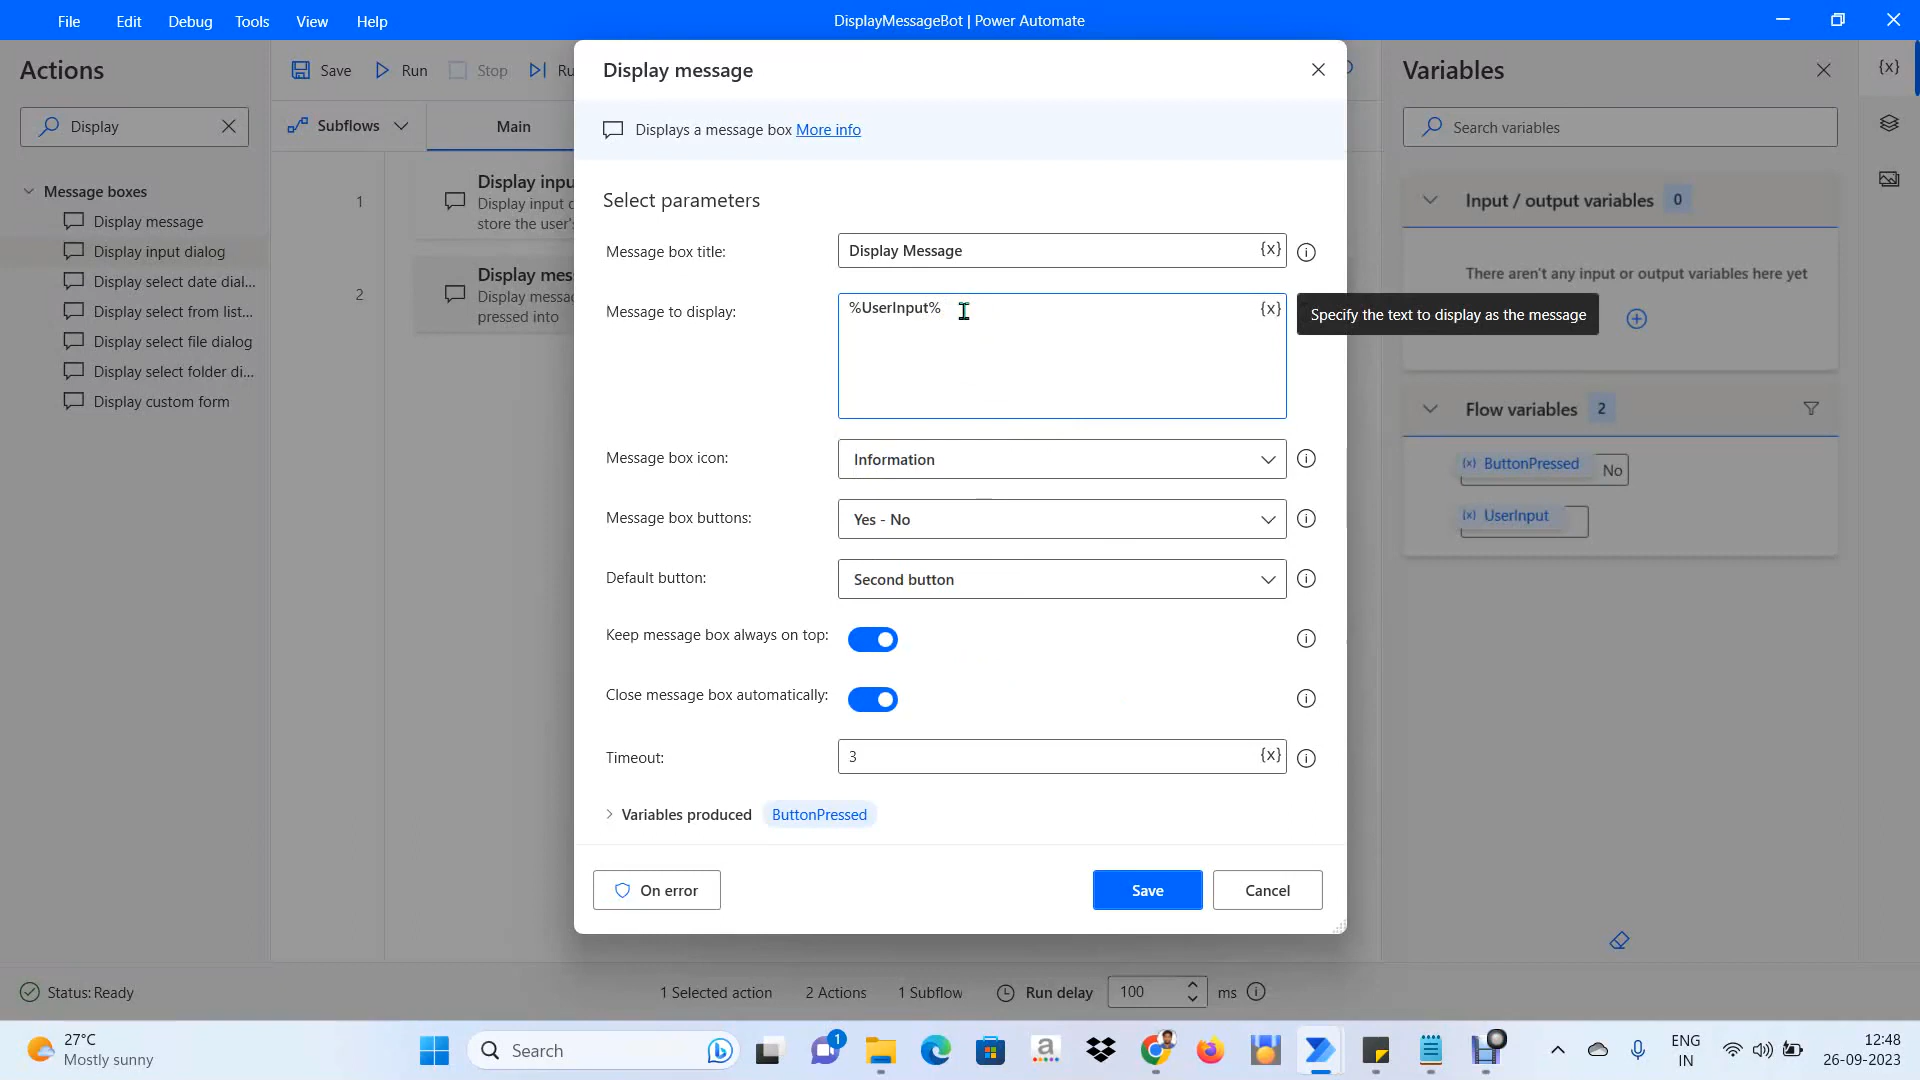 File
Edit
Debug
Tools
View
Help
DisplayMessageBot | Power Automate
Actions
Display
Message boxes
Display message
Display input dialog
Display select date dial...
Display select from list...
Display select file dialog
Display select folder di...
Display custom form
Save
Run
Stop
Ru
Subflows
Main
1
Display inpu
Display input d
store the user's
2
Display mes
Display messa
pressed into
Display message
Displays a message box More info
Select parameters
Message box title:
Display Message
{x}
Message to display:
%UserInput%
{x}
Specify the text to display as the message
Message box icon:
Information
Message box buttons:
Yes - No
Default button:
Second button
Keep message box always on top:
Close message box automatically:
Timeout:
3
{x}
Variables produced
ButtonPressed
On error
Save
Cancel
Variables
{x}
Search variables
Input / output variables
0
There aren't any input or output variables here yet
Flow variables
2
(x) ButtonPressed
No
(x) UserInput
Status: Ready
1 Selected action
2 Actions
1 Subflow
Run delay
100
ms
27°C
Mostly sunny
Search
1
a
ENG
IN
12:48
26-09-2023